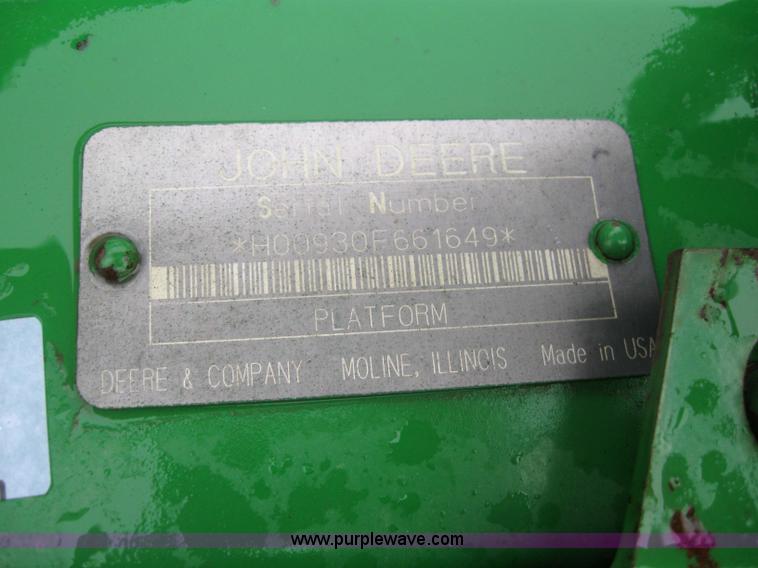 JOHN DEERE
Serial Number
*H00930F661649*
PLATFORM
DEERE & COMPANY MOLINE, ILLINOIS Made in USA
www.purplewave.com